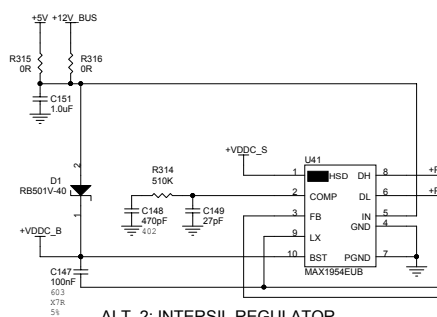 +5V
+12V_BUS
R315
0R
R316
0R
C151
1.0uF
D1
RB501V-40
2
1
R314
510K
+VDDC_S
U41
1
HSD
DH
8
+P
2
COMP
DL
6
+P
3
FB
IN
5
GND
4
9
LX
10
BST
PGND
7
MAX1954EUB
C148
470pF
402
C149
27pF
+VDDC_B
C147
100nF
603
X7R
5%
ALT. 2: INTERSIL REGULATOR